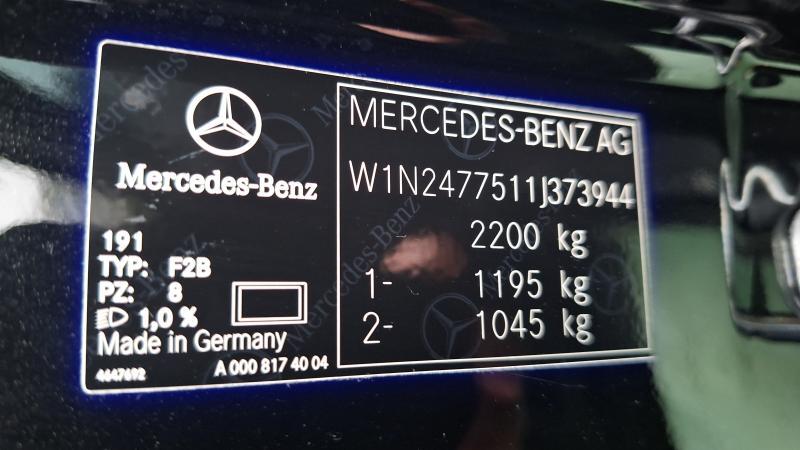 Mercedes-Benz
191
TYP: F2B
PZ: 8
1,0 %
Made in Germany
4647692
A 000 817 40 04
MERCEDES-BENZ AG
W1N2477511J373944
2200 kg
1- 1195 kg
2- 1045 kg